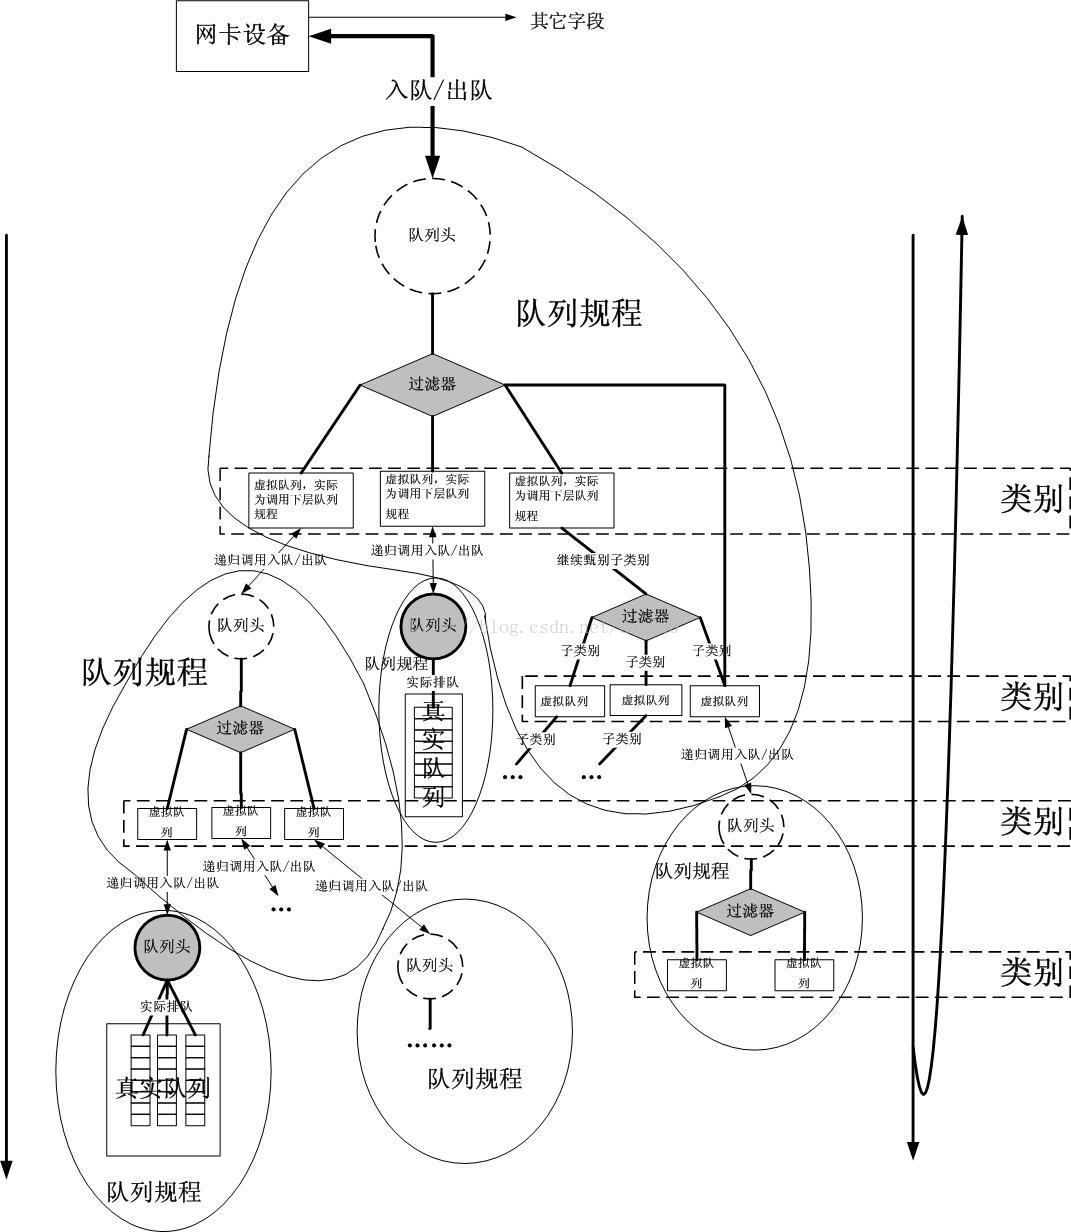 网卡设备
其它字段
入队/出队
队列头
队列规程
过滤器
虚拟队列，实际
为调用下层队列
规程
虚拟队列，实际
为调用下层队列
规程
虚拟队列，实际
为调用下层队列
规程
类别
递归调用入队/出队
递归调用入队/出队
继续甄别子类别
队列头
队列头
过滤器
log.csdn.net/
队列规程
队列规程
实际排队
子类别
子类别
子类别
虚拟队列
虚拟队列
虚拟队列
类别
过滤器
真
实
队
列
子类别
子类别
...
...
递归调用入队/出队
虚拟队
列
虚拟队
列
虚拟队
列
队列头
类别
递归调用入队/出队
递归调用入队/出队
递归调用入队/出队
...
队列规程
过滤器
队列头
队列头
虚拟队
列
虚拟队
列
类别
实际排队
......
真实队列
队列规程
队列规程